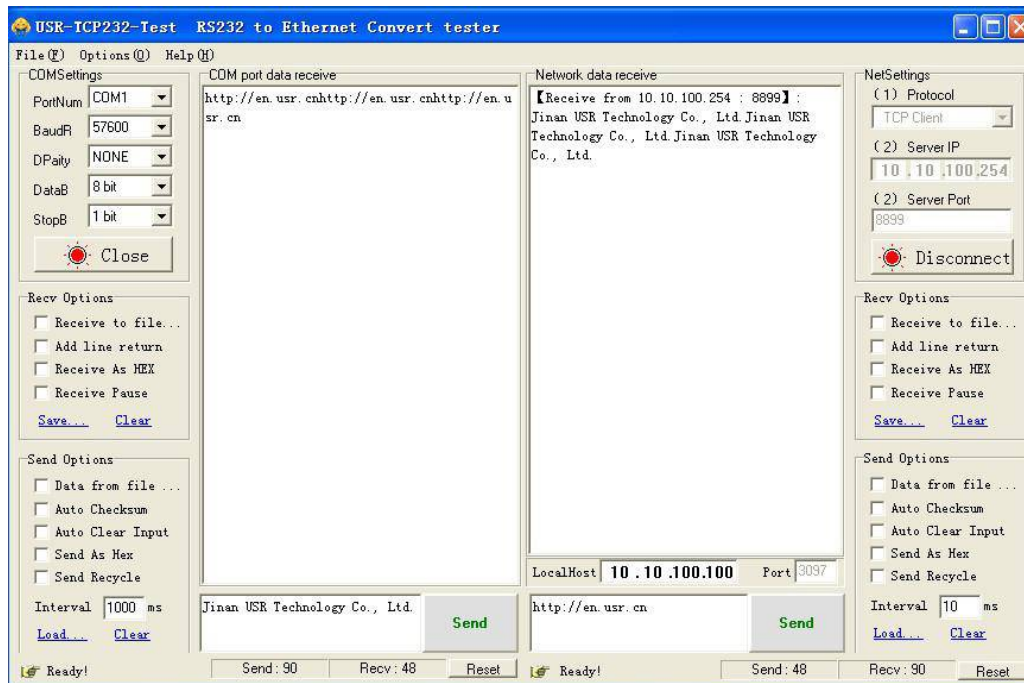 USR-TCP232-Test RS232 to Ethernet Convert tester
File(F) Options(O) Help(H)
COMSettings
PortNum COM1
BaudR 57600
DPaity NONE
DataB 8 bit
StopB 1 bit
Close
Recv Options
Receive to file...
Add line return
Receive As HEX
Receive Pause
Save... Clear
Send Options
Data from file ...
Auto Checksum
Auto Clear Input
Send As Hex
Send Recycle
Interval 1000 ms
Load... Clear
Ready!
COM port data receive
http://en.usr.cnhttp://en.usr.cnhttp://en.u
sr.cn
Jinan USR Technology Co., Ltd.
Send
Send : 90 Recv : 48 Reset
Network data receive
【Receive from 10.10.100.254 : 8899】:
Jinan USR Technology Co., Ltd.Jinan USR
Technology Co., Ltd.Jinan USR Technology
Co., Ltd.
LocalHost 10 . 10 .100.100 Port 3097
http://en.usr.cn
Send
Ready! Send : 48 Recv : 90 Reset
NetSettings
(1) Protocol
TCP Client
(2) Server IP
10 . 10 .100.254
(2) Server Port
8899
Disconnect
Recv Options
Receive to file...
Add line return
Receive As HEX
Receive Pause
Save... Clear
Send Options
Data from file ...
Auto Checksum
Auto Clear Input
Send As Hex
Send Recycle
Interval 10 ms
Load... Clear